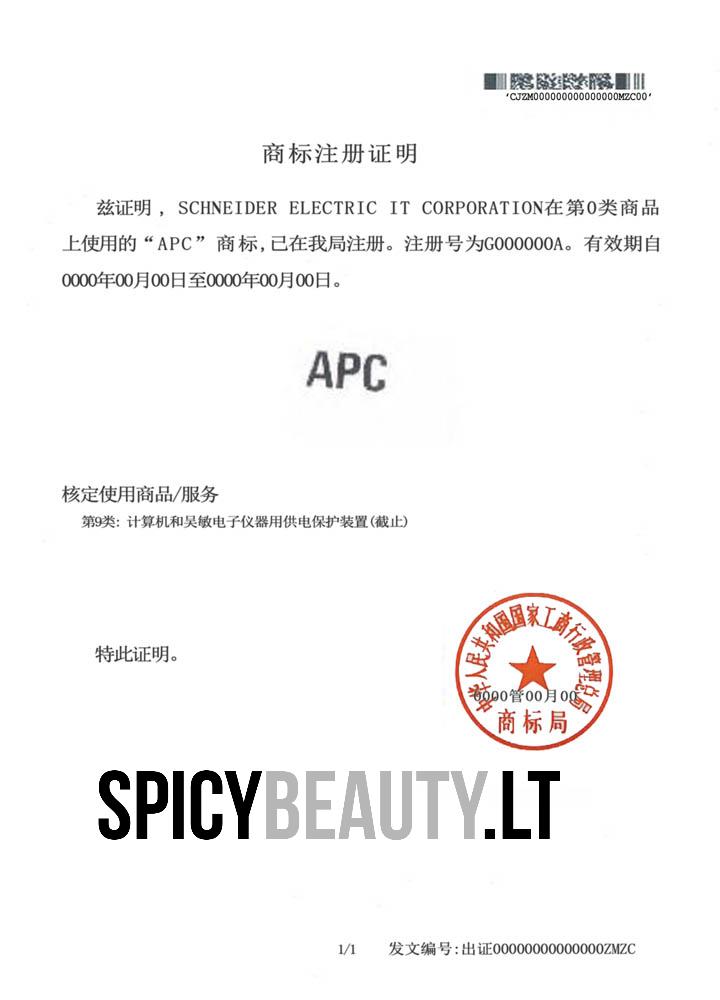 'CJZM000000000000000MZC00'
商标注册证明
兹证明，SCHNEIDER ELECTRIC IT CORPORATION在第0类商品
上使用的“APC”商标,已在我局注册。注册号为G000000A。有效期自
0000年00月00日至0000年00月00日。
APC
核定使用商品/服务
第9类: 计算机和吴敏电子仪器用供电保护装置(截止)
特此证明。
中华人民共和国国家工商行政管理总局
0000管00月00
商标局
SPICYBEAUTY.LT
1/1 发文编号:出证00000000000000ZMZC